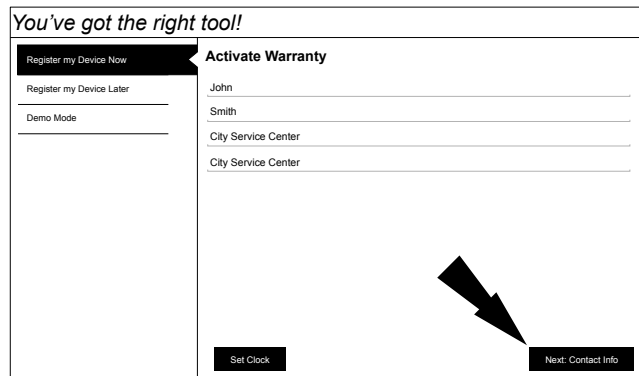 You've got the right tool!
Register my Device Now
Register my Device Later
Demo Mode
Activate Warranty
John
Smith
City Service Center
City Service Center
Set Clock
Next: Contact Info